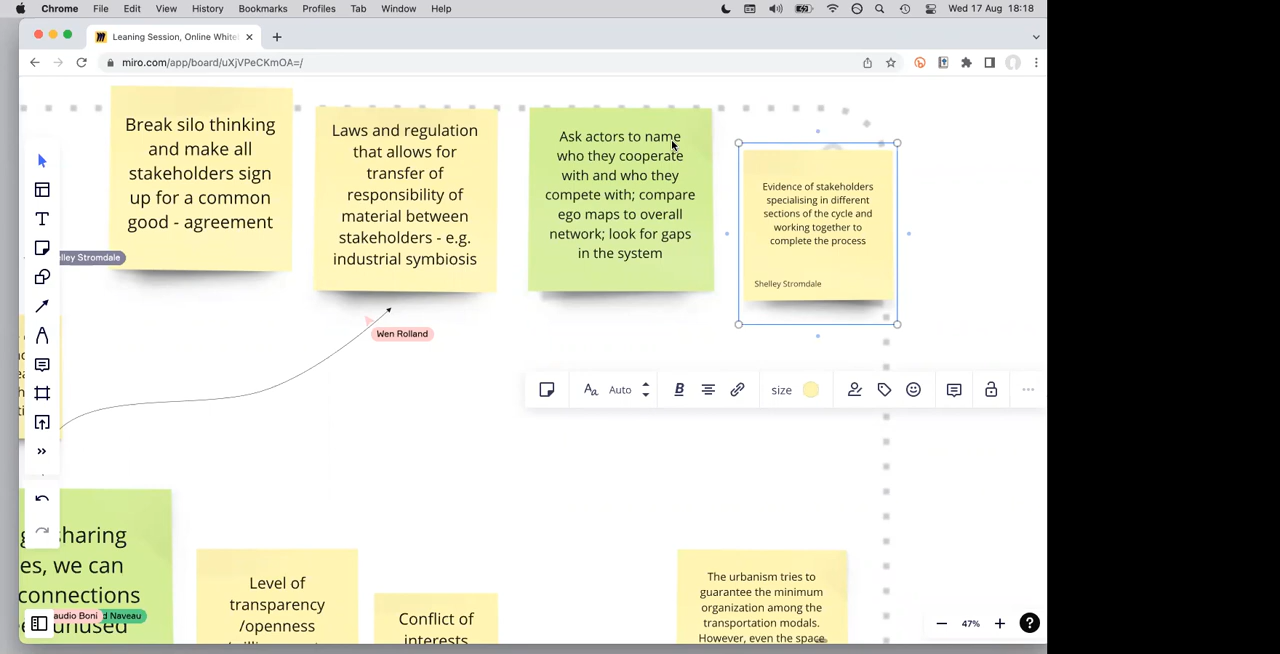 Chrome File Edit View History Bookmarks Profiles Tab Window Help Wed 17 Aug 18:18
Leaning Session, Online White
miro.com/app/board/uXjVPeCKmOA=/
Break silo thinking
and make all
stakeholders sign
up for a common
good - agreement
Laws and regulation
that allows for
transfer of
responsibility of
material between
stakeholders - e.g.
industrial symbiosis
Ask actors to name
who they cooperate
with and who they
compete with; compare
ego maps to overall
network; look for gaps
in the system
Evidence of stakeholders
specialising in different
sections of the cycle and
working together to
complete the process
Shelley Stromdale
lley Stromdale
Wen Rolland
Auto
size
sharing
es, we can
connections
unused
audio Boni
d Naveau
Level of
transparency
/openness
Conflict of
interests
The urbanism tries to
guarantee the minimum
organization among the
transportation modals.
However, even the space
47%